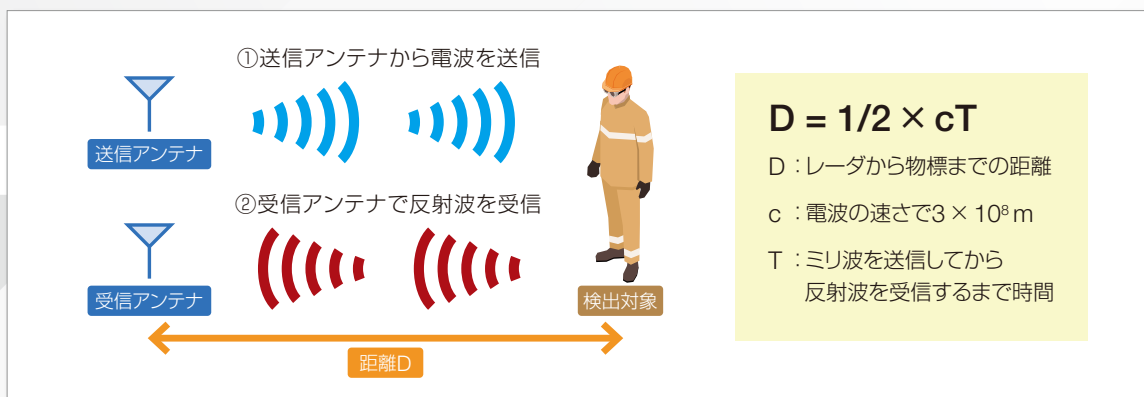 ①送信アンテナから電波を送信
送信アンテナ
②受信アンテナで反射波を受信
受信アンテナ
検出対象
距離D
D = 1/2 × cT
D：レーダから物標までの距離
c：電波の速さで3 × 10⁸ m
T：ミリ波を送信してから
反射波を受信するまで時間